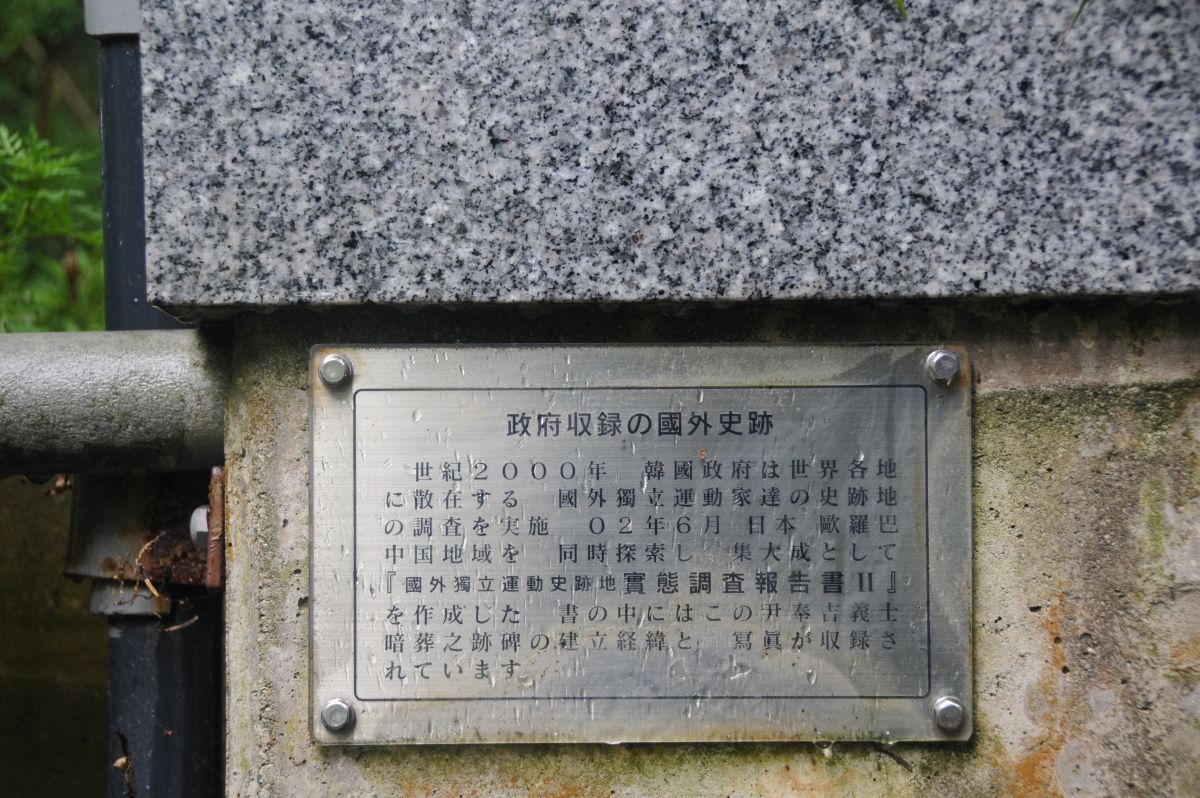 政府収録の國外史跡
世紀2000年 韓國政府は世界各地
に散在する 國外獨立運動家達の史跡地
の調査を実施 02年6月 日本 歐羅巴
中国地域を 同時探索し 集大成として
『國外獨立運動史跡地實態調査報告書II』
を作成した 書の中にはこの尹奉吉義士
暗葬之跡碑の建立経緯と 寫眞が収録さ
れています